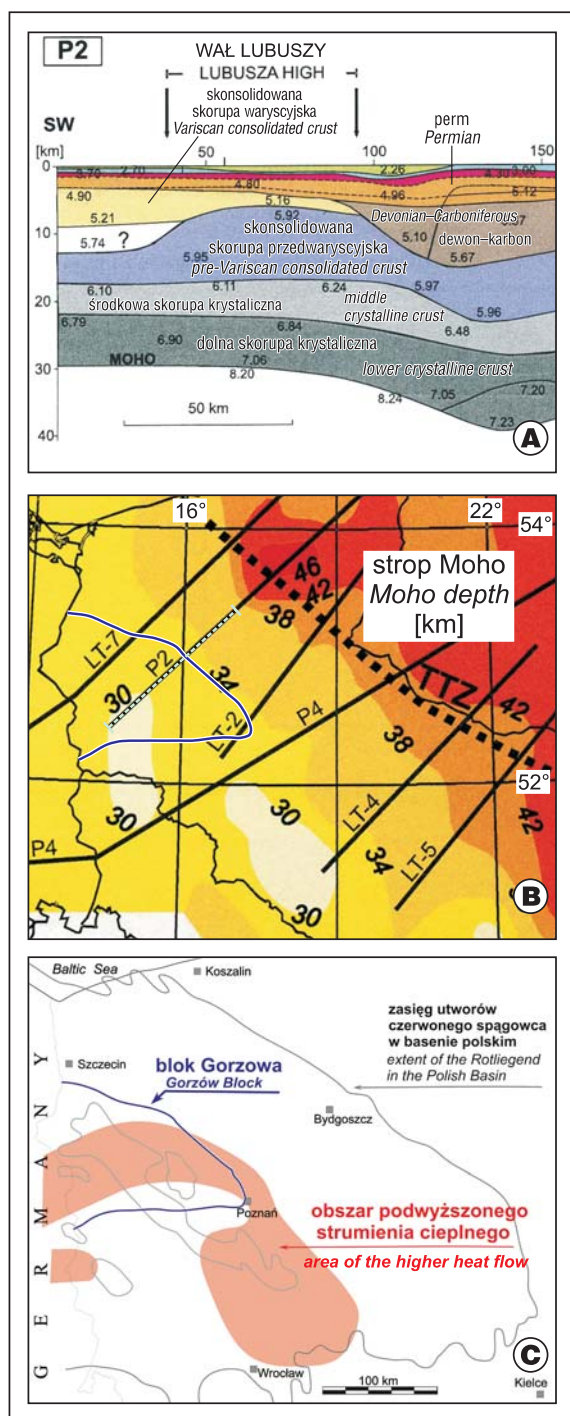 P2
WAŁ LUBUSZY
LUBUSZA HIGH
skonsolidowana
skorupa waryscyjska
Variscan consolidated crust
perm
Permian
SW
[km]
50
100
150
0
10
20
30
40
2.70
2.26
4.80
4.96
5.12
4.90
5.16
5.21
5.92
5.74
?
5.10
5.67
5.95
5.97
5.96
6.10
6.11
6.24
6.79
6.84
6.48
6.90
7.06
8.20
8.24
7.05
7.20
7.23
Devonian–Carboniferous
dewon–karbon
skonsolidowana
skorupa przedwaryscyjska
pre-Variscan consolidated crust
środkowa skorupa krystaliczna
middle
crystalline crust
dolna skorupa krystaliczna
lower crystalline crust
MOHO
50 km
A
16°
22°
54°
52°
strop Moho
Moho depth
[km]
46
42
38
TTZ
LT-7
P2
30
34
LT-2
P4
38
42
30
30
LT-4
34
LT-5
42
P4
30
B
Baltic Sea
Koszalin
zasięg utworów
czerwonego spągowca
w basenie polskim
extent of the Rotliegend
in the Polish Basin
Szczecin
blok Gorzowa
Gorzów Block
Bydgoszcz
Poznań
obszar podwyższonego
strumienia cieplnego
area of the higher heat flow
GERMANY
Wrocław
100 km
Kielce
C